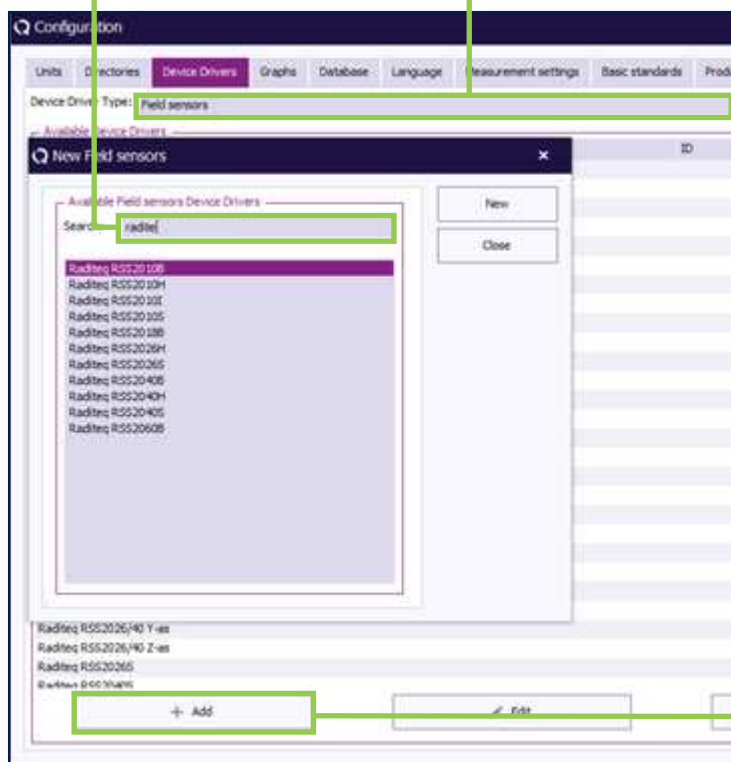 Configuration
Units Directories Device Drivers Graphs Database Language Measurement settings Basic standards Produ
Device Driver Type: Field sensors
Available Device Drivers
ID
New Field sensors
Available Field sensors Device Drivers
Search: radite
New
Close
Raditeq RSS2010B
Raditeq RSS2010H
Raditeq RSS2010I
Raditeq RSS2010S
Raditeq RSS2018B
Raditeq RSS2026H
Raditeq RSS2026S
Raditeq RSS2040B
Raditeq RSS2040H
Raditeq RSS2040S
Raditeq RSS2060B
Raditeq RSS2026/40 Y-as
Raditeq RSS2026/40 Z-as
Raditeq RSS2026S
Raditeq RSS2040S
+ Add
Edit